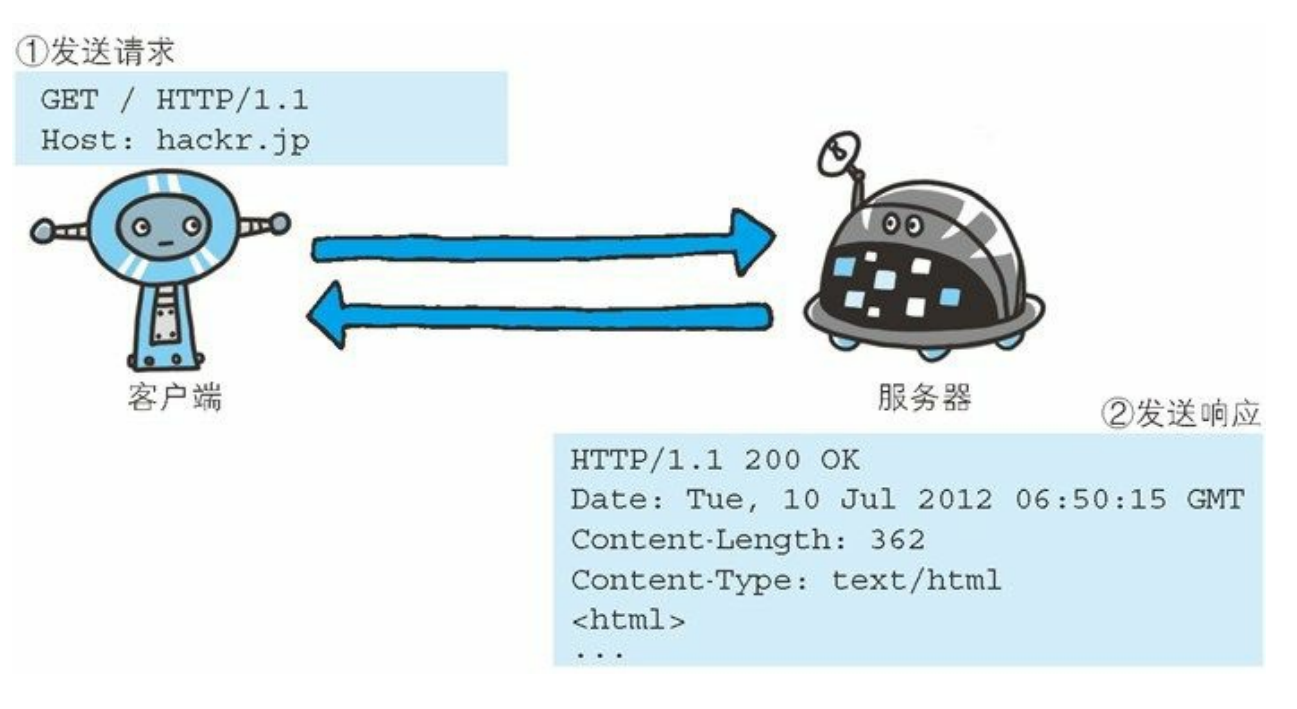 ①发送请求
GET / HTTP/1.1
Host: hackr.jp
客户端
服务器
②发送响应
HTTP/1.1 200 OK
Date: Tue, 10 Jul 2012 06:50:15 GMT
Content-Length: 362
Content-Type: text/html
<html>
...